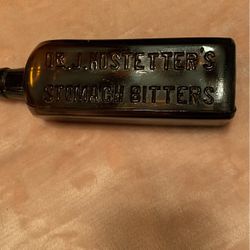 DR. J. HOSTETTER'S
STOMACH BITTERS